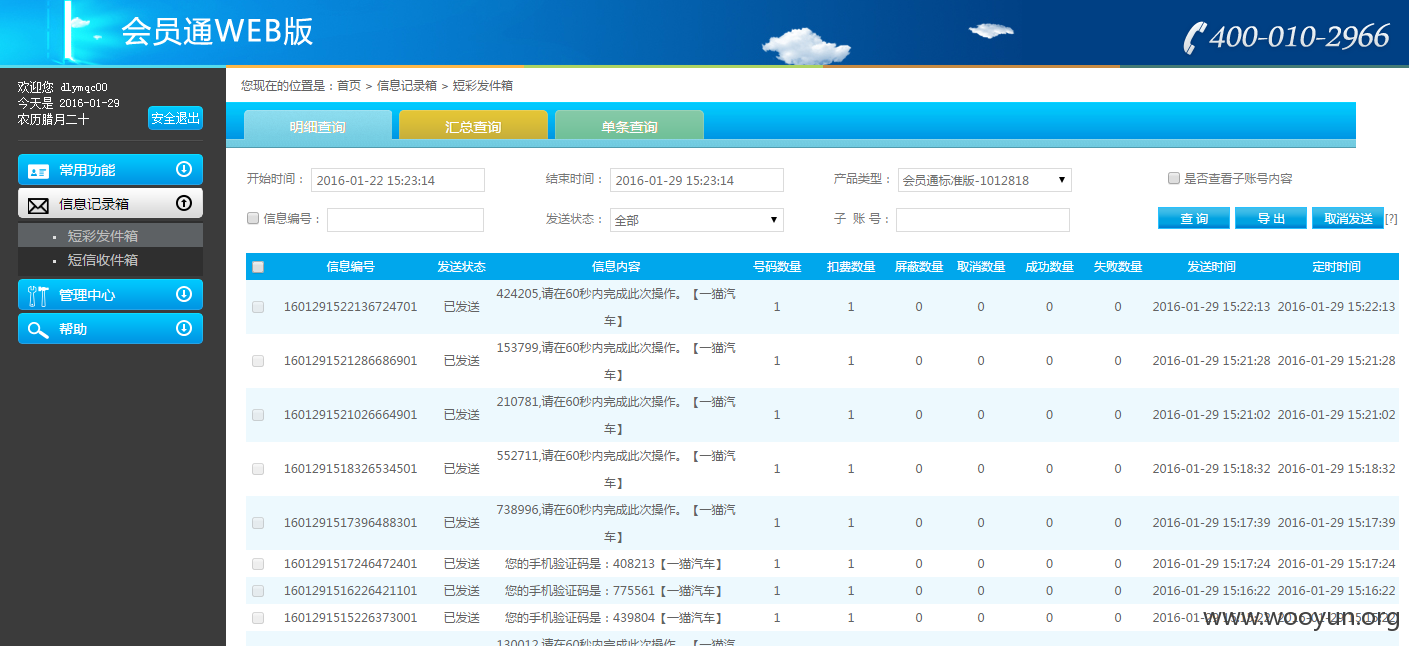 会员通WEB版
400-010-2966
欢迎您 dlymqc00
今天是 2016-01-29
农历腊月二十
安全退出
常用功能
信息记录箱
短彩发件箱
短信收件箱
管理中心
帮助
您现在的位置是：首页 > 信息记录箱 > 短彩发件箱
明细查询 汇总查询 单条查询
开始时间： 2016-01-22 15:23:14 结束时间： 2016-01-29 15:23:14 产品类型： 会员通标准版-1012818 是否查看子账号内容
信息编号： 发送状态： 全部 子 账 号： 查 询 导 出 取消发送 [?]
信息编号 发送状态 信息内容 号码数量 扣费数量 屏蔽数量 取消数量 成功数量 失败数量 发送时间 定时时间
1601291522136724701 已发送 424205,请在60秒内完成此次操作。【一猫汽 1 1 0 0 0 0 2016-01-29 15:22:13 2016-01-29 15:22:13
车】
1601291521286686901 已发送 153799,请在60秒内完成此次操作。【一猫汽 1 1 0 0 0 0 2016-01-29 15:21:28 2016-01-29 15:21:28
车】
1601291521026664901 已发送 210781,请在60秒内完成此次操作。【一猫汽 1 1 0 0 0 0 2016-01-29 15:21:02 2016-01-29 15:21:02
车】
1601291518326534501 已发送 552711,请在60秒内完成此次操作。【一猫汽 1 1 0 0 0 0 2016-01-29 15:18:32 2016-01-29 15:18:32
车】
1601291517396488301 已发送 738996,请在60秒内完成此次操作。【一猫汽 1 1 0 0 0 0 2016-01-29 15:17:39 2016-01-29 15:17:39
车】
1601291517246472401 已发送 您的手机验证码是：408213【一猫汽车】 1 1 0 0 0 0 2016-01-29 15:17:24 2016-01-29 15:17:24
1601291516226421101 已发送 您的手机验证码是：775561【一猫汽车】 1 1 0 0 0 0 2016-01-29 15:16:22 2016-01-29 15:16:22
1601291515226373001 已发送 您的手机验证码是：439804【一猫汽车】 1 1 0 0 0 0 2016-01-29 15:15:22 2016-01-29 15:15:22
www.wooyun.org
130012,请在60秒内完成此次操作。【一猫汽